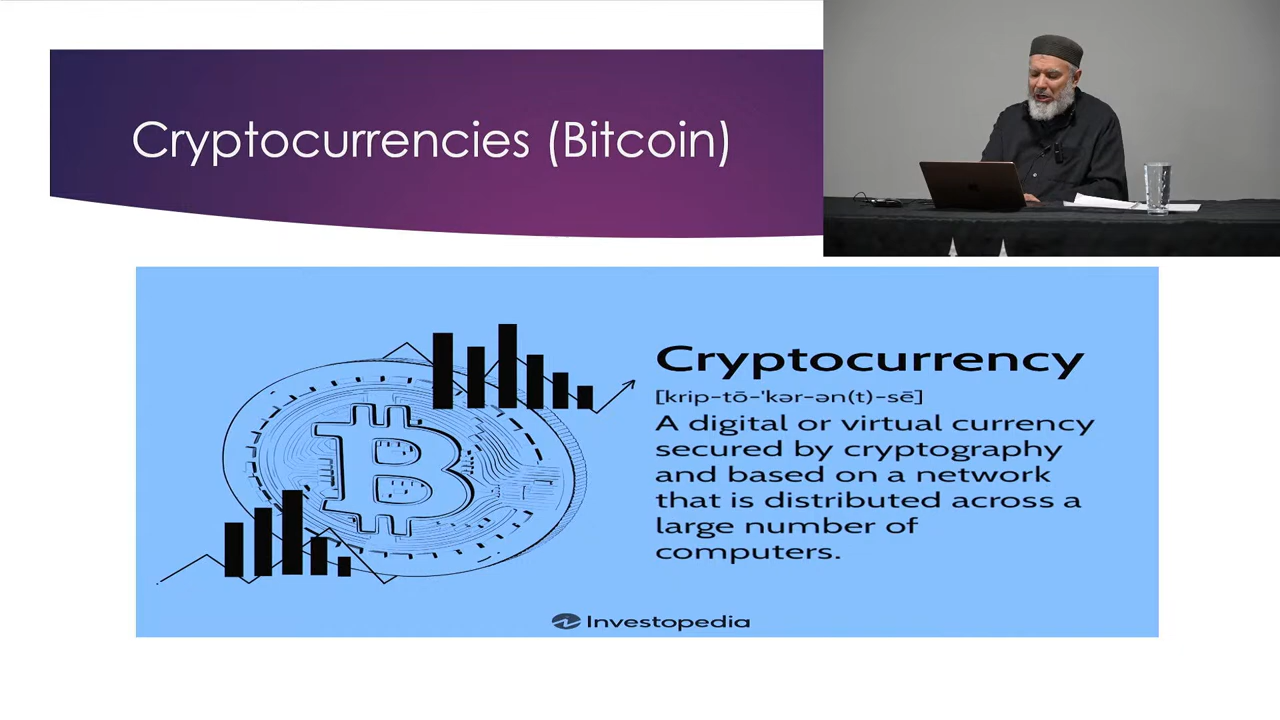 Cryptocurrencies (Bitcoin)
Cryptocurrency
[krip-tō-ˈkər-ən(t)-sē]
A digital or virtual currency
secured by cryptography
and based on a network
that is distributed across a
large number of
computers.
Investopedia